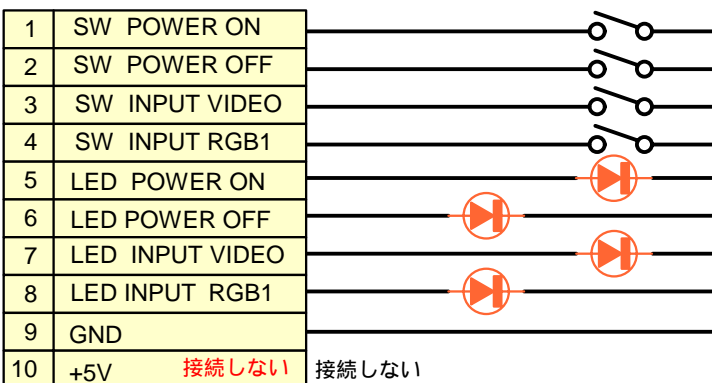 1 SW POWER ON
2 SW POWER OFF
3 SW INPUT VIDEO
4 SW INPUT RGB1
5 LED POWER ON
6 LED POWER OFF
7 LED INPUT VIDEO
8 LED INPUT RGB1
9 GND
10 +5V 接続しない 接続しない